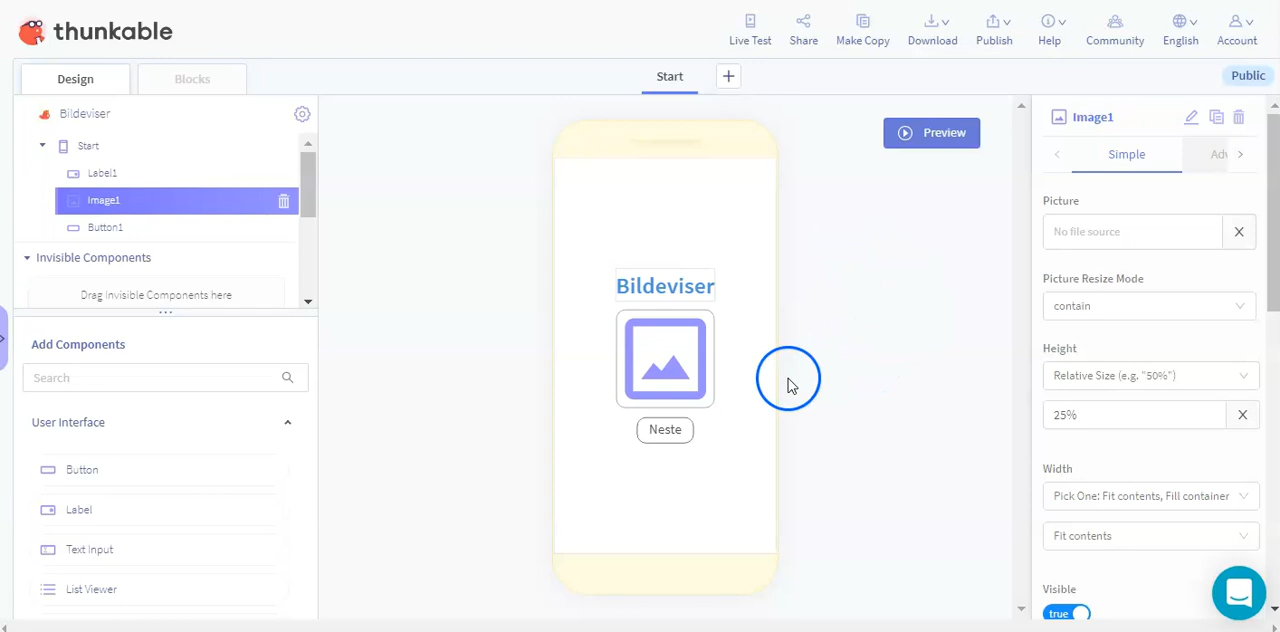 thunkable
Live Test
Share
Make Copy
Download
Publish
Help
Community
English
Account
Design
Blocks
Start
+
Public
Bildeviser
Start
Label1
Image1
Button1
Invisible Components
Drag Invisible Components here
Add Components
Search
User Interface
Button
Label
Text Input
List Viewer
Preview
Bildeviser
Neste
Image1
Simple
Adv
Picture
No file source
Picture Resize Mode
contain
Height
Relative Size (e.g. "50%")
25%
Width
Pick One: Fit contents, Fill container
Fit contents
Visible
true